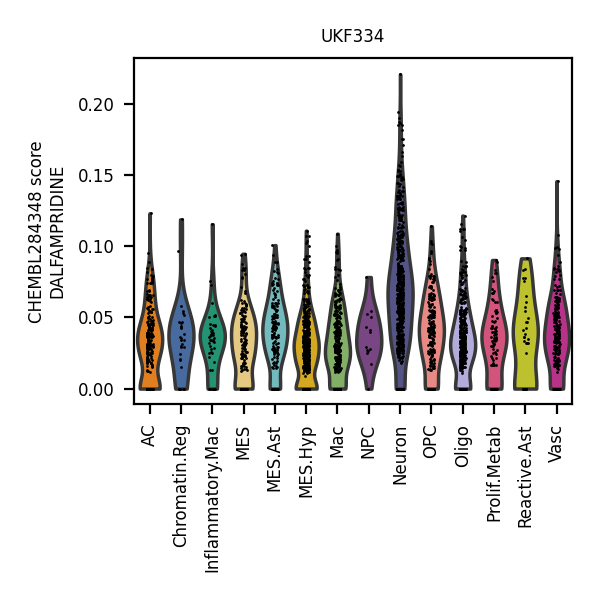 UKF334
CHEMBL284348 score
DALFAMPRIDINE
0.20
0.15
0.10
0.05
0.00
AC
Chromatin.Reg
Inflammatory.Mac
MES
MES.Ast
MES.Hyp
Mac
NPC
Neuron
OPC
Oligo
Prolif.Metab
Reactive.Ast
Vasc